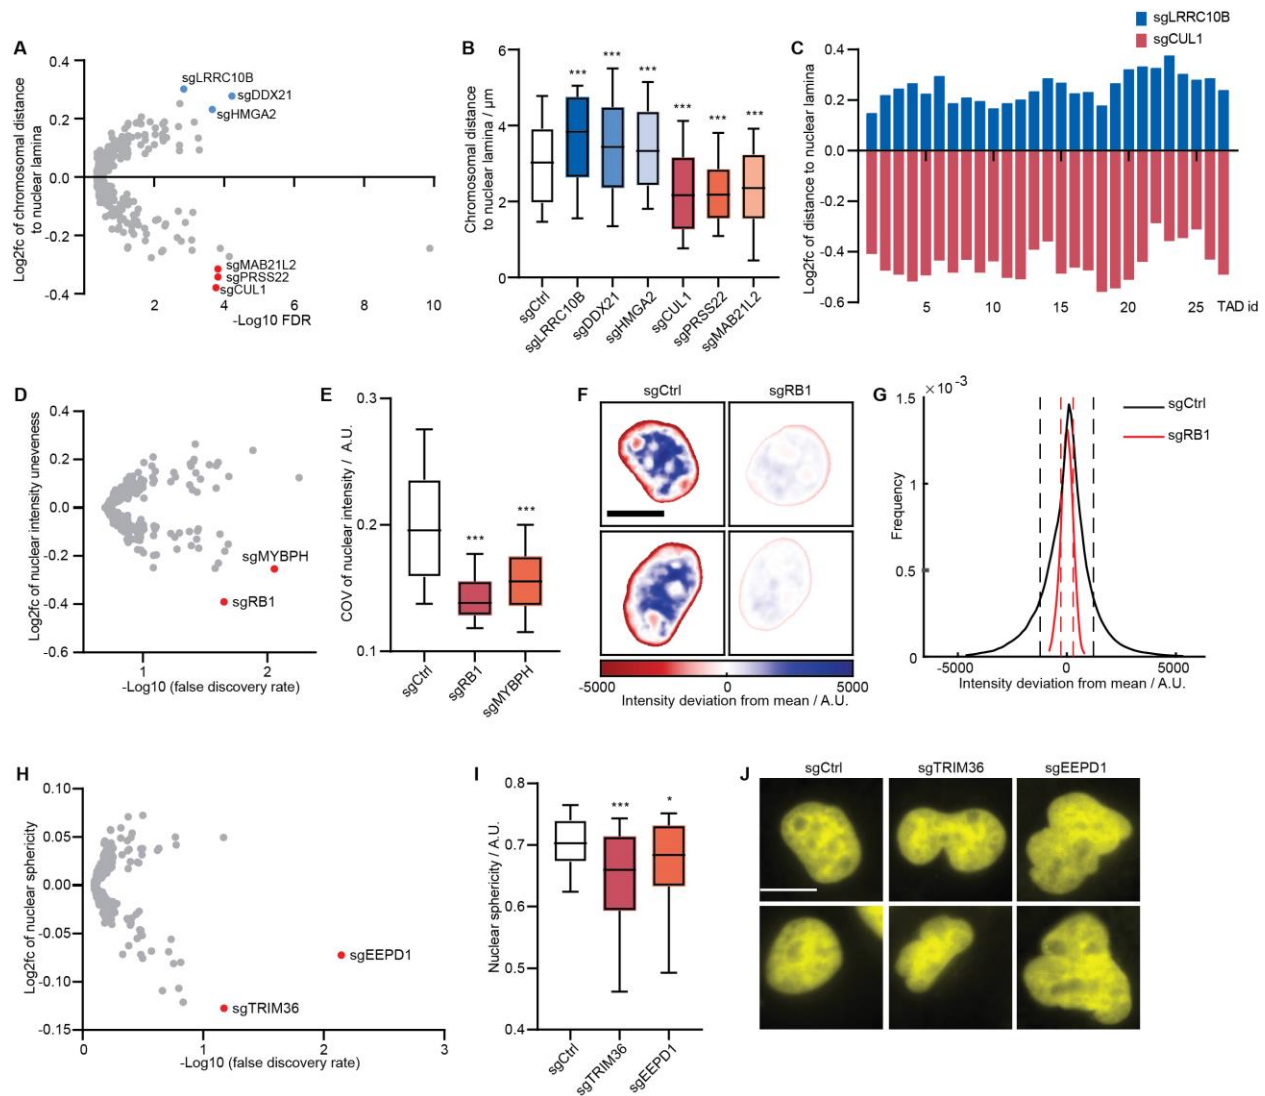 A
Log2fc of chromosomal distance
to nuclear lamina
0.4
0.2
0.0
-0.2
-0.4
2
4
6
8
10
-Log10 FDR
sgLRRC10B
sgDDX21
sgHMGA2
sgMAB21L2
sgPRSS22
sgCUL1
B
Chromosomal distance
to nuclear lamina / μm
6
4
2
0
***
***
***
***
***
***
sgCtrl
sgLRRC10B
sgDDX21
sgHMGA2
sgCUL1
sgPRSS22
sgMAB21L2
C
sgLRRC10B
sgCUL1
Log2fc of distance to nuclear lamina
0.4
0.2
0.0
-0.2
-0.4
-0.6
5
10
15
20
25
TAD id
D
Log2fc of nuclear intensity uneveness
0.4
0.2
0.0
-0.2
-0.4
-0.6
sgMYBPH
sgRB1
1
2
-Log10 (false discovery rate)
E
COV of nuclear intensity / A.U.
0.3
0.2
0.1
***
***
sgCtrl
sgRB1
sgMYBPH
F
sgCtrl
sgRB1
-5000
0
5000
Intensity deviation from mean / A.U.
G
×10-3
1.5
1
0.5
0
Frequency
sgCtrl
sgRB1
-5000
0
5000
Intensity deviation from mean / A.U.
H
Log2fc of nuclear sphericity
0.10
0.05
0.00
-0.05
-0.10
-0.15
sgEEPD1
sgTRIM36
0
1
2
3
-Log10 (false discovery rate)
I
Nuclear sphericity / A.U.
0.8
0.7
0.6
0.5
0.4
***
*
sgCtrl
sgTRIM36
sgEEPD1
J
sgCtrl
sgTRIM36
sgEEPD1